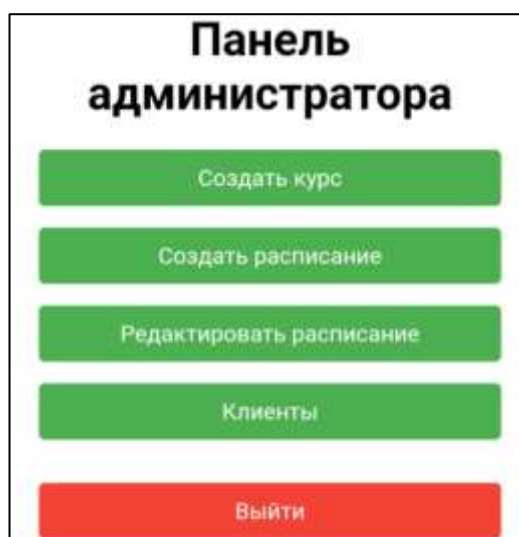 Панель
администратора
Создать курс
Создать расписание
Редактировать расписание
Клиенты
Выйти